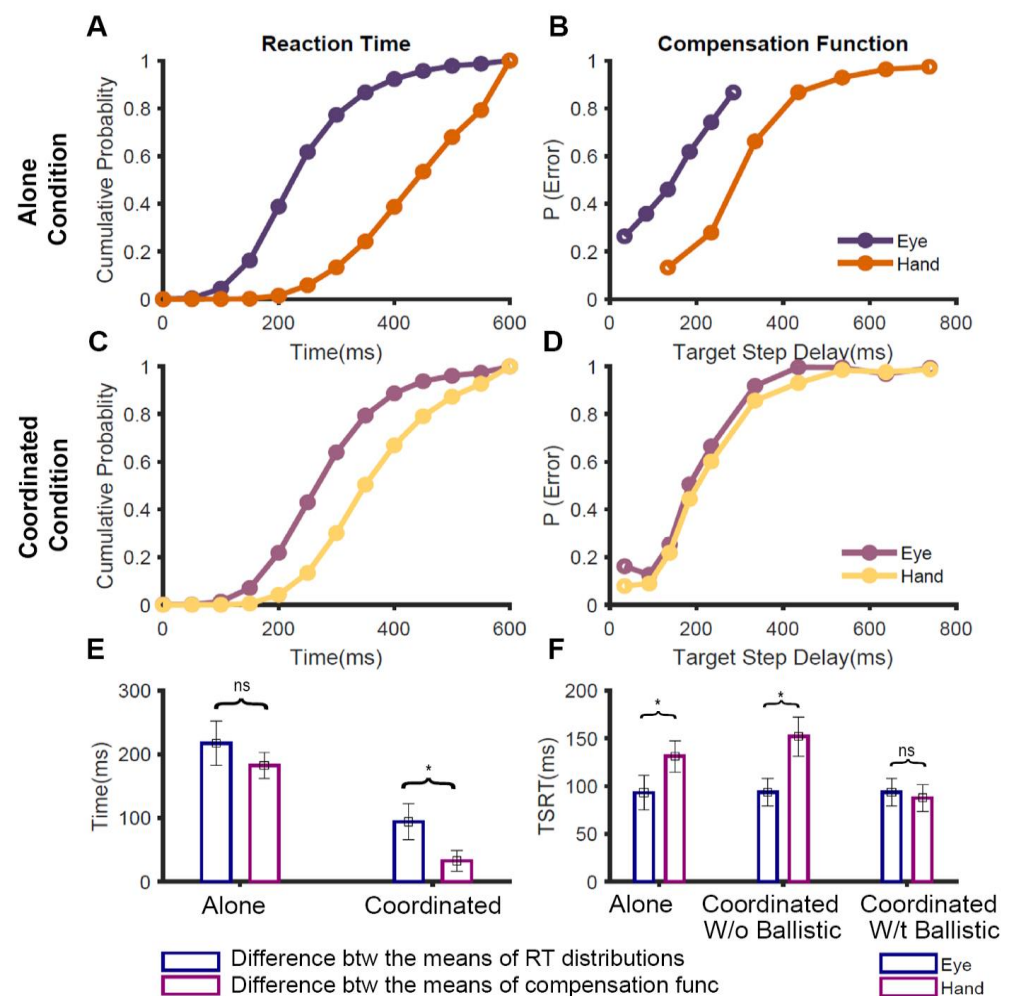 A
B
Reaction Time
Compensation Function
Alone
Condition
Cumulative Probablity
1
0.8
0.6
0.4
0.2
0
0
200
400
600
Time(ms)
P (Error)
1
0.8
0.6
0.4
0.2
0
Eye
Hand
0
200
400
600
800
Target Step Delay(ms)
C
D
Coordinated
Condition
Cumulative Probablity
1
0.8
0.6
0.4
0.2
0
0
200
400
600
Time(ms)
P (Error)
1
0.8
0.6
0.4
0.2
0
Eye
Hand
0
200
400
600
800
Target Step Delay(ms)
E
F
Time(ms)
300
200
100
0
ns
*
Alone
Coordinated
TSRT(ms)
200
150
100
50
0
*
*
ns
Alone
Coordinated
W/o Ballistic
Coordinated
W/t Ballistic
Difference btw the means of RT distributions
Difference btw the means of compensation func
Eye
Hand